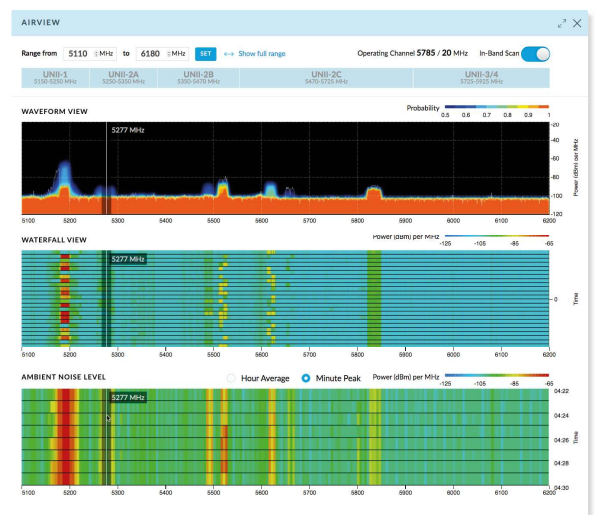 AIRVIEW
Range from 5110 MHz to 6180 MHz SET Show full range Operating Channel 5785 / 20 MHz In-Band Scan
UNII-1 UNII-2A UNII-2B UNII-2C UNII-3/4
5150-5250 MHz 5250-5350 MHz 5350-5470 MHz 5470-5725 MHz 5725-5925 MHz
WAVEFORM VIEW Probability
0.5 0.6 0.7 0.8 0.9 1
5277 MHz
-20
-40
-60
-80
-100
-120
Power (dBm) per MHz
5100 5200 5300 5400 5500 5600 5700 5800 5900 6000 6100 6200
WATERFALL VIEW Power (dBm) per MHz
-125 -105 -85 -65
5277 MHz
0
Time
5100 5200 5300 5400 5500 5600 5700 5800 5900 6000 6100 6200
AMBIENT NOISE LEVEL Hour Average Minute Peak Power (dBm) per MHz
-125 -105 -85 -65
5277 MHz
04:22
04:24
04:26
04:28
04:30
Time
5100 5200 5300 5400 5500 5600 5700 5800 5900 6000 6100 6200